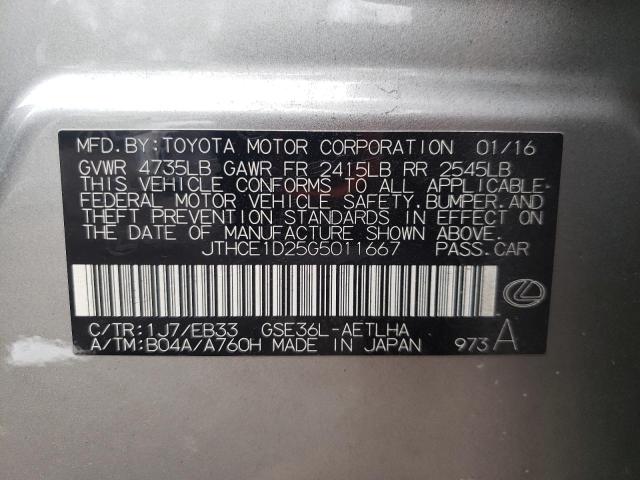 MFD.BY:TOYOTA MOTOR CORPORATION 01/16
GVWR 4735LB GAWR FR 2415LB RR 2545LB
THIS VEHICLE CONFORMS TO ALL APPLICABLE-
FEDERAL MOTOR VEHICLE SAFETY,BUMPER,AND
THEFT PREVENTION STANDARDS IN EFFECT ON
THE DATE OF MANUFACTURE SHOWN ABOVE.
JTHCE1D25G5011667 PASS.CAR
C/TR:1J7/EB33 GSE36L-AETLHA
A/TM:B04A/A760H MADE IN JAPAN 973 A